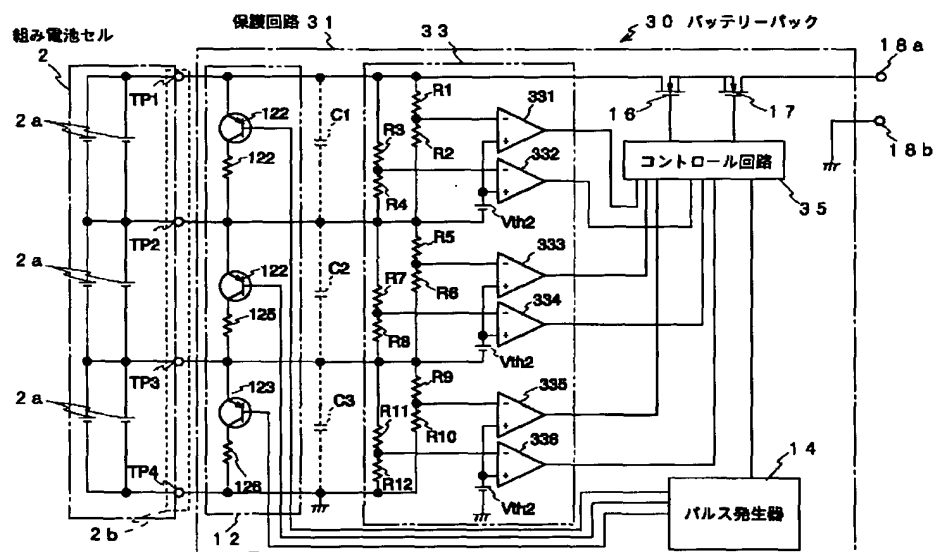 保護回路 31
30 バッテリーパック
組み電池セル
2
33
18a
TP1
R1
331
122
C1
R3
2a
R2
16
17
332
18b
122
R4
コントロール回路
TP2
Vth2
35
R5
333
122
C2
R7
R6
2a
334
125
R8
TP3
Vth2
R9
335
123
C3
R11
2a
R10
336
14
TP4
126
R12
Vth2
パルス発生器
2b
12